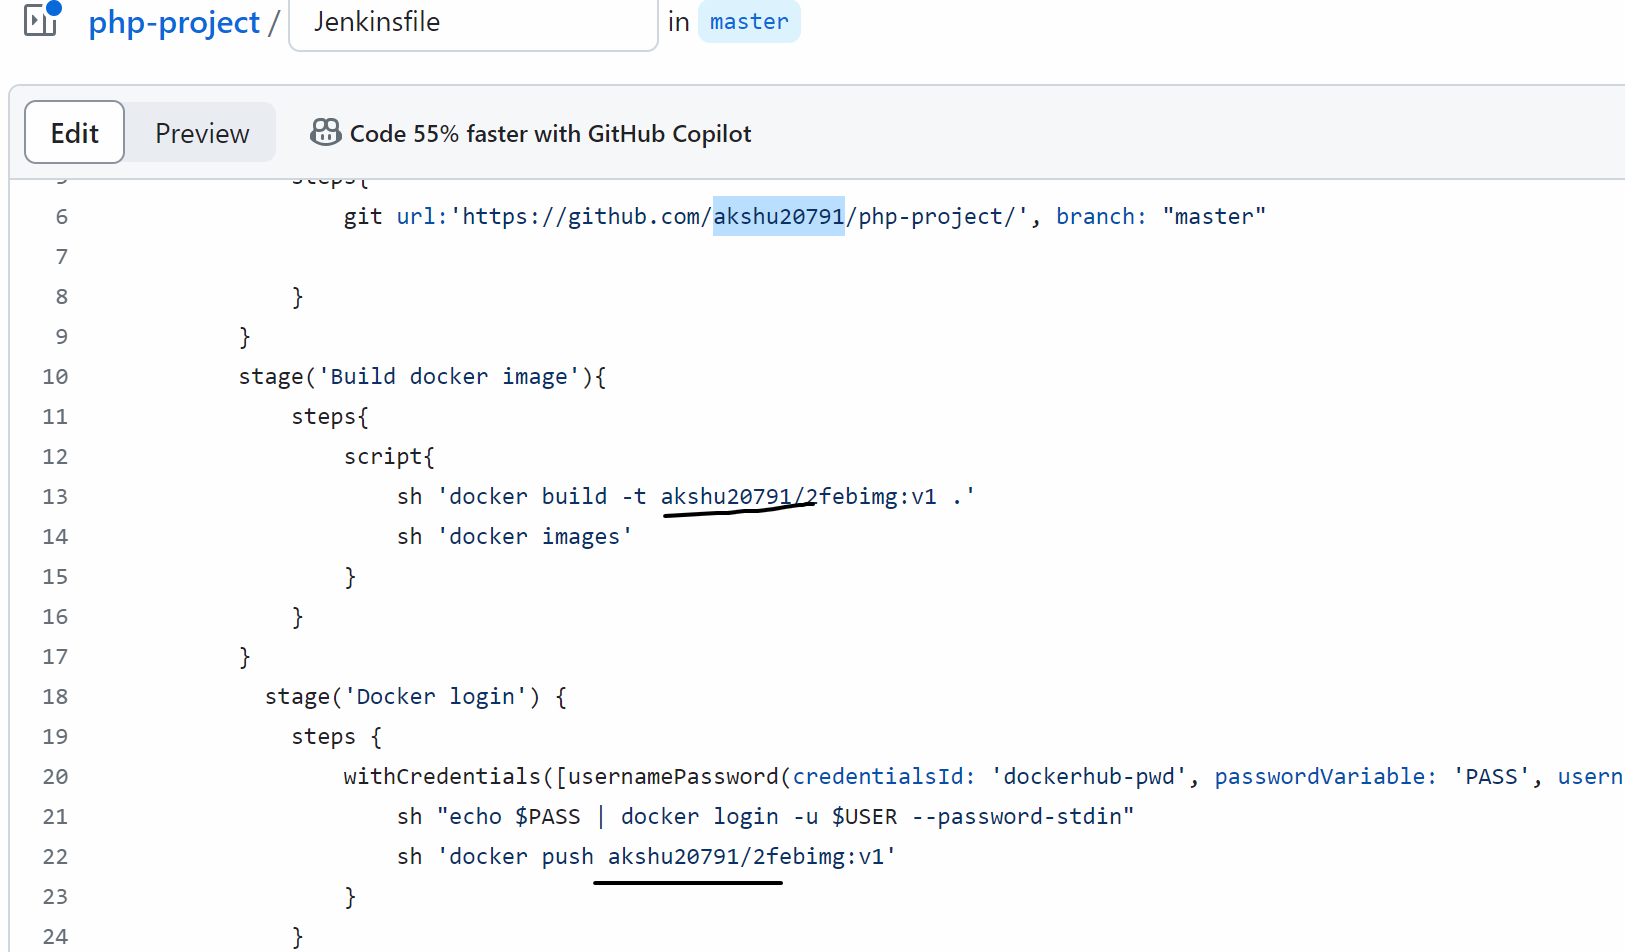 php-project / Jenkinsfile in master
Edit Preview Code 55% faster with GitHub Copilot
5 steps{
6 git url:'https://github.com/akshu20791/php-project/', branch: "master"
7
8 }
9 }
10 stage('Build docker image'){
11 steps{
12 script{
13 sh 'docker build -t akshu20791/2febimg:v1 .'
14 sh 'docker images'
15 }
16 }
17 }
18 stage('Docker login') {
19 steps {
20 withCredentials([usernamePassword(credentialsId: 'dockerhub-pwd', passwordVariable: 'PASS', usern
21 sh "echo $PASS | docker login -u $USER --password-stdin"
22 sh 'docker push akshu20791/2febimg:v1'
23 }
24 }